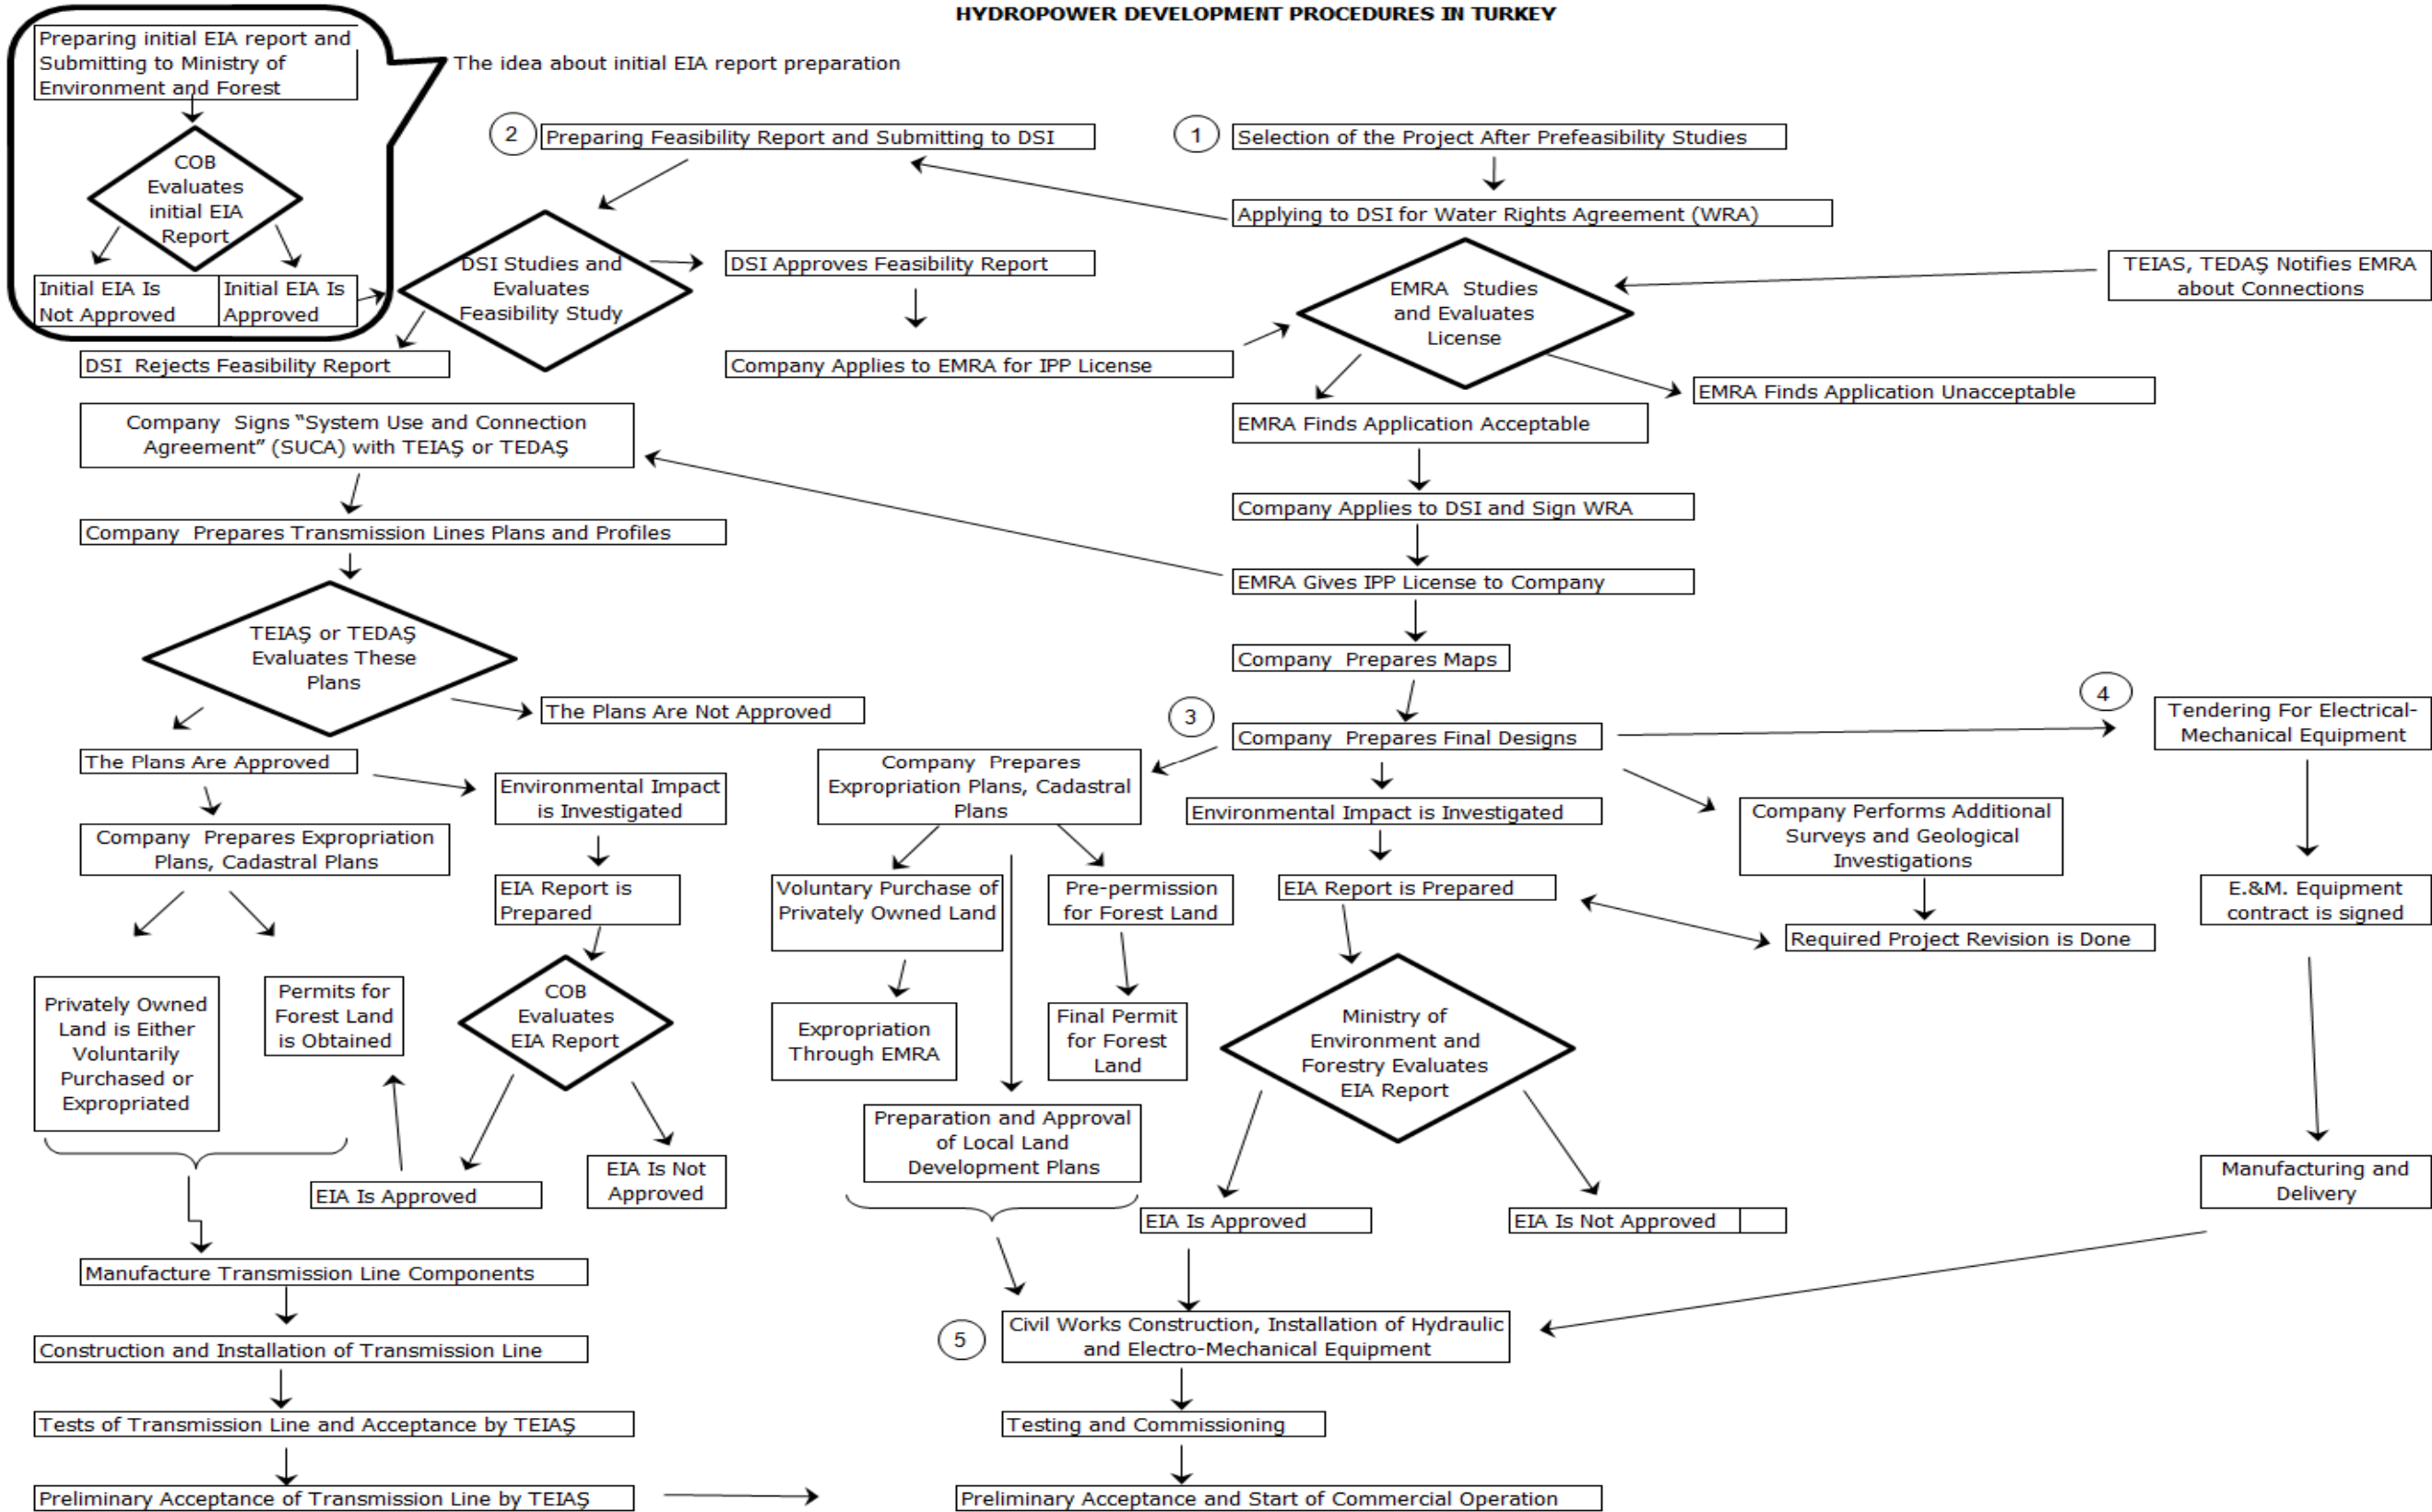 HYDROPOWER DEVELOPMENT PROCEDURES IN TURKEY
Preparing initial EIA report and
Submitting to Ministry of
Environment and Forest
The idea about initial EIA report preparation
COB
Evaluates
initial EIA
Report
Initial EIA Is
Not Approved
Initial EIA Is
Approved
2
Preparing Feasibility Report and Submitting to DSI
1
Selection of the Project After Prefeasibility Studies
Applying to DSI for Water Rights Agreement (WRA)
DSI Studies and
Evaluates
Feasibility Study
DSI Approves Feasibility Report
EMRA Studies
and Evaluates
License
TEIAS, TEDAŞ Notifies EMRA
about Connections
DSI Rejects Feasibility Report
Company Applies to EMRA for IPP License
EMRA Finds Application Unacceptable
Company Signs “System Use and Connection
Agreement” (SUCA) with TEIAŞ or TEDAŞ
EMRA Finds Application Acceptable
Company Applies to DSI and Sign WRA
Company Prepares Transmission Lines Plans and Profiles
EMRA Gives IPP License to Company
TEIAŞ or TEDAŞ
Evaluates These
Plans
Company Prepares Maps
The Plans Are Not Approved
3
Company Prepares Final Designs
4
Tendering For Electrical-
Mechanical Equipment
The Plans Are Approved
Environmental Impact
is Investigated
Company Prepares
Expropriation Plans, Cadastral
Plans
Environmental Impact is Investigated
Company Performs Additional
Surveys and Geological
Investigations
Company Prepares Expropriation
Plans, Cadastral Plans
EIA Report is
Prepared
Voluntary Purchase of
Privately Owned Land
Pre-permission
for Forest Land
EIA Report is Prepared
E.&M. Equipment
contract is signed
Required Project Revision is Done
Privately Owned
Land is Either
Voluntarily
Purchased or
Expropriated
Permits for
Forest Land
is Obtained
COB
Evaluates
EIA Report
Expropriation
Through EMRA
Final Permit
for Forest
Land
Ministry of
Environment and
Forestry Evaluates
EIA Report
Preparation and Approval
of Local Land
Development Plans
EIA Is Approved
EIA Is Not
Approved
EIA Is Approved
EIA Is Not Approved
Manufacturing and
Delivery
Manufacture Transmission Line Components
5
Civil Works Construction, Installation of Hydraulic
and Electro-Mechanical Equipment
Construction and Installation of Transmission Line
Tests of Transmission Line and Acceptance by TEIAŞ
Testing and Commissioning
Preliminary Acceptance of Transmission Line by TEIAŞ
Preliminary Acceptance and Start of Commercial Operation